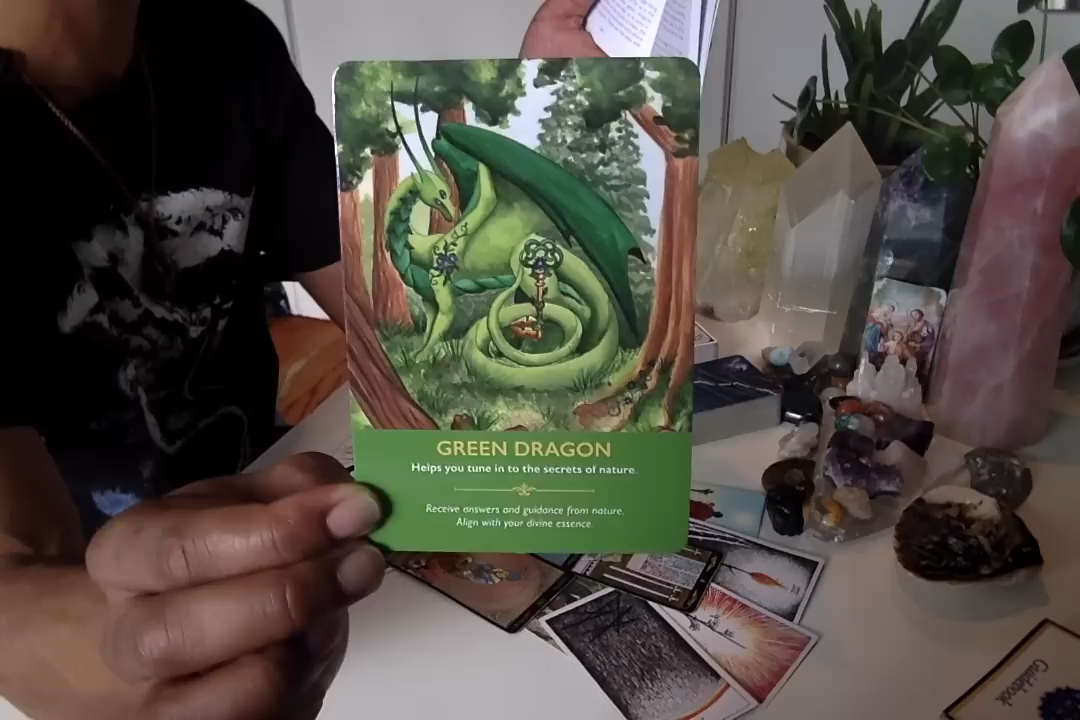 GREEN DRAGON
Helps you tune in to the secrets of nature.
Receive answers and guidance from nature.
Align with your divine essence.
Guidebook